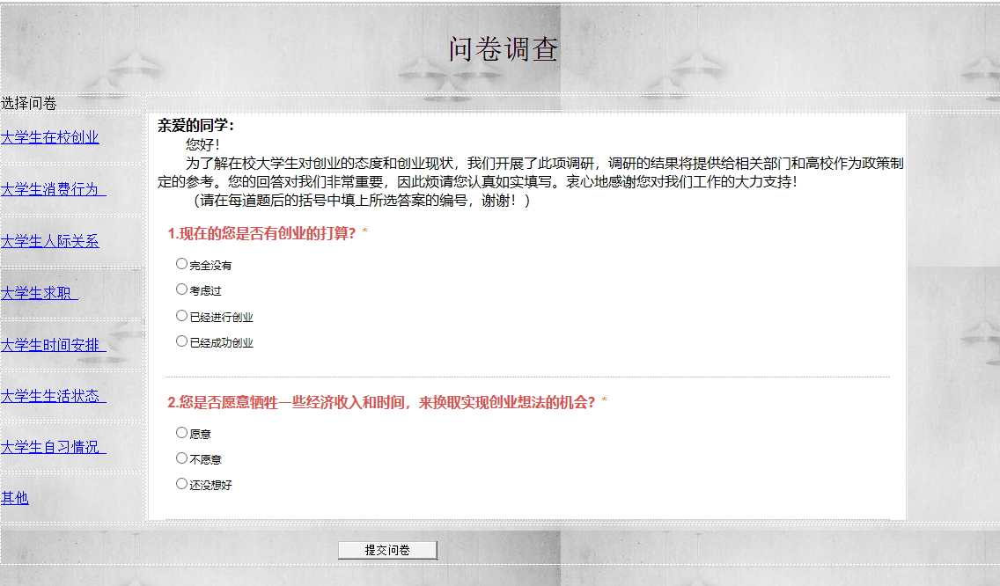 问卷调查
选择问卷
大学生在校创业
大学生消费行为
大学生人际关系
大学生求职
大学生时间安排
大学生生活状态
大学生自习情况
其他
亲爱的同学：
您好！
为了解在校大学生对创业的态度和创业现状，我们开展了此项调研，调研的结果将提供给相关部门和高校作为政策制
定的参考。您的回答对我们非常重要，因此烦请您认真如实填写。衷心地感谢您对我们工作的大力支持！
（请在每道题后的括号中填上所选答案的编号，谢谢！）
1.现在的您是否有创业的打算？ *
完全没有
考虑过
已经进行创业
已经成功创业
2.您是否愿意牺牲一些经济收入和时间，来换取实现创业想法的机会？ *
愿意
不愿意
还没想好
提交问卷